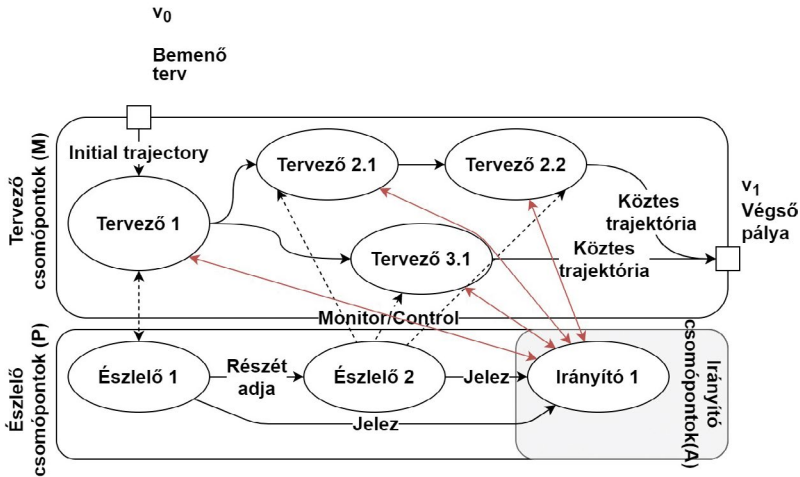 v0
Bemenő
terv
Tervező
csomópontok (M)
Initial trajectory
Tervező 1
Tervező 2.1
Tervező 2.2
Tervező 3.1
Köztes
trajektória
Köztes
trajektória
v1
Végső
pálya
Monitor/Control
Észlelő
csomópontok (P)
Észlelő 1
Részét
adja
Észlelő 2
Jelez
Jelez
Irányító 1
Irányító
csomópontok(A)